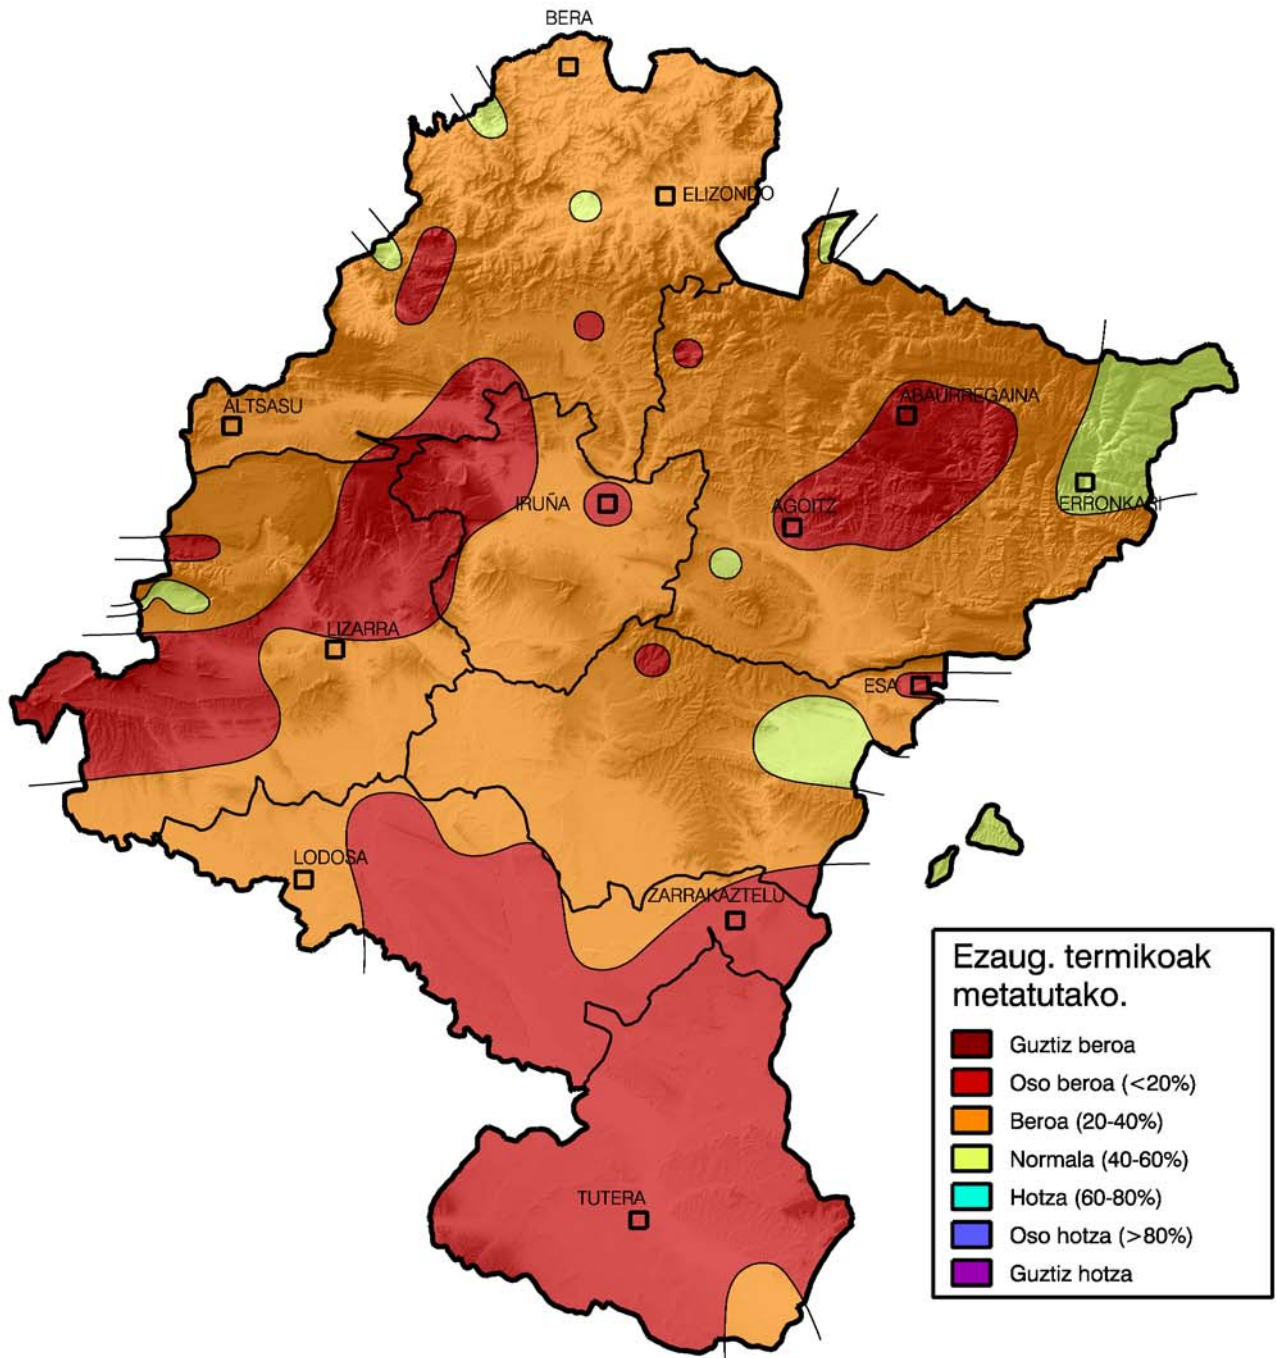 BERA
ELIZONDO
ABAURREGAINA
ALTSASU
ERRONKARI
IRUÑA
AGOITZ
LIZARRA
ESA
LODOSA
ZARRAKAZTELU
TUTERA
Ezaug. termikoak
metatutako.
Guztiz beroa
Oso beroa (<20%)
Beroa (20-40%)
Normala (40-60%)
Hotza (60-80%)
Oso hotza (>80%)
Guztiz hotza